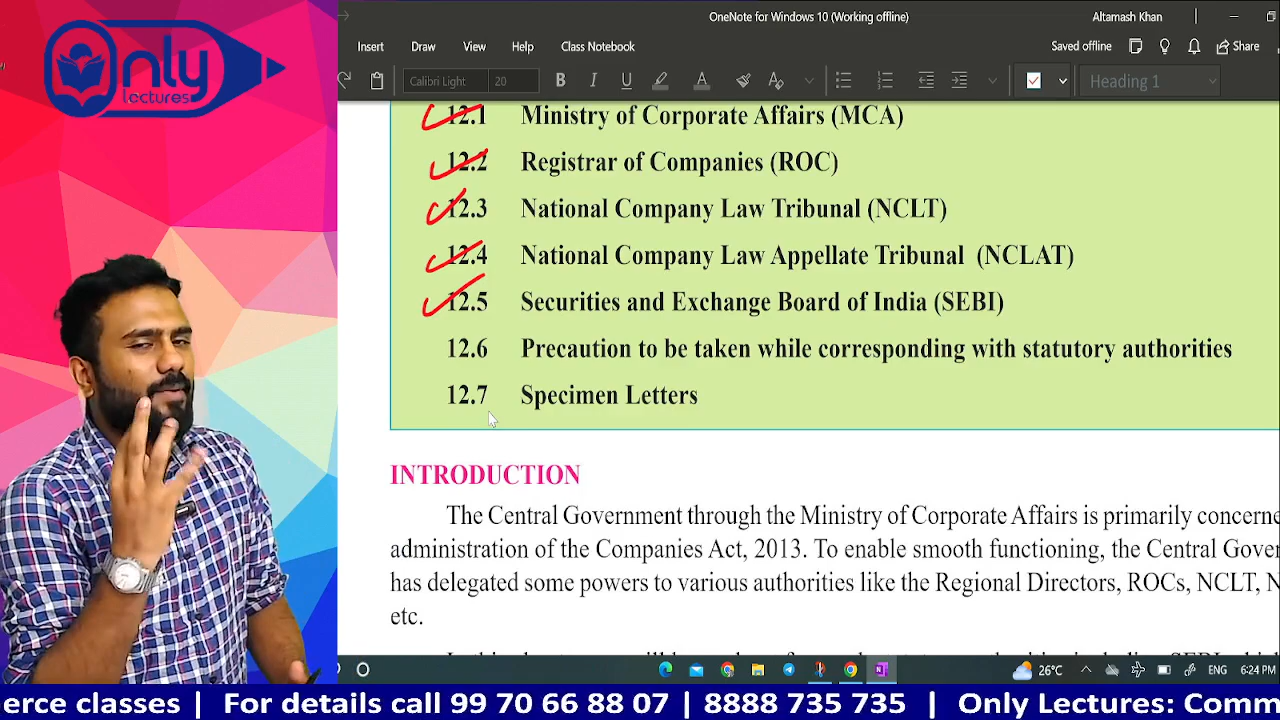 Only
lectures
OneNote for Windows 10 (Working offline)
Altamash Khan
Insert Draw View Help Class Notebook
Saved offline
Share
Calibri Light 20 B I U A A Heading 1
12.1 Ministry of Corporate Affairs (MCA)
12.2 Registrar of Companies (ROC)
12.3 National Company Law Tribunal (NCLT)
12.4 National Company Law Appellate Tribunal (NCLAT)
12.5 Securities and Exchange Board of India (SEBI)
12.6 Precaution to be taken while corresponding with statutory authorities
12.7 Specimen Letters
INTRODUCTION
The Central Government through the Ministry of Corporate Affairs is primarily concerne
administration of the Companies Act, 2013. To enable smooth functioning, the Central Gover
has delegated some powers to various authorities like the Regional Directors, ROCs, NCLT, N
etc.
26°C ENG 6:24 PM
erce classes | For details call 99 70 66 88 07 | 8888 735 735 | Only Lectures: Comm